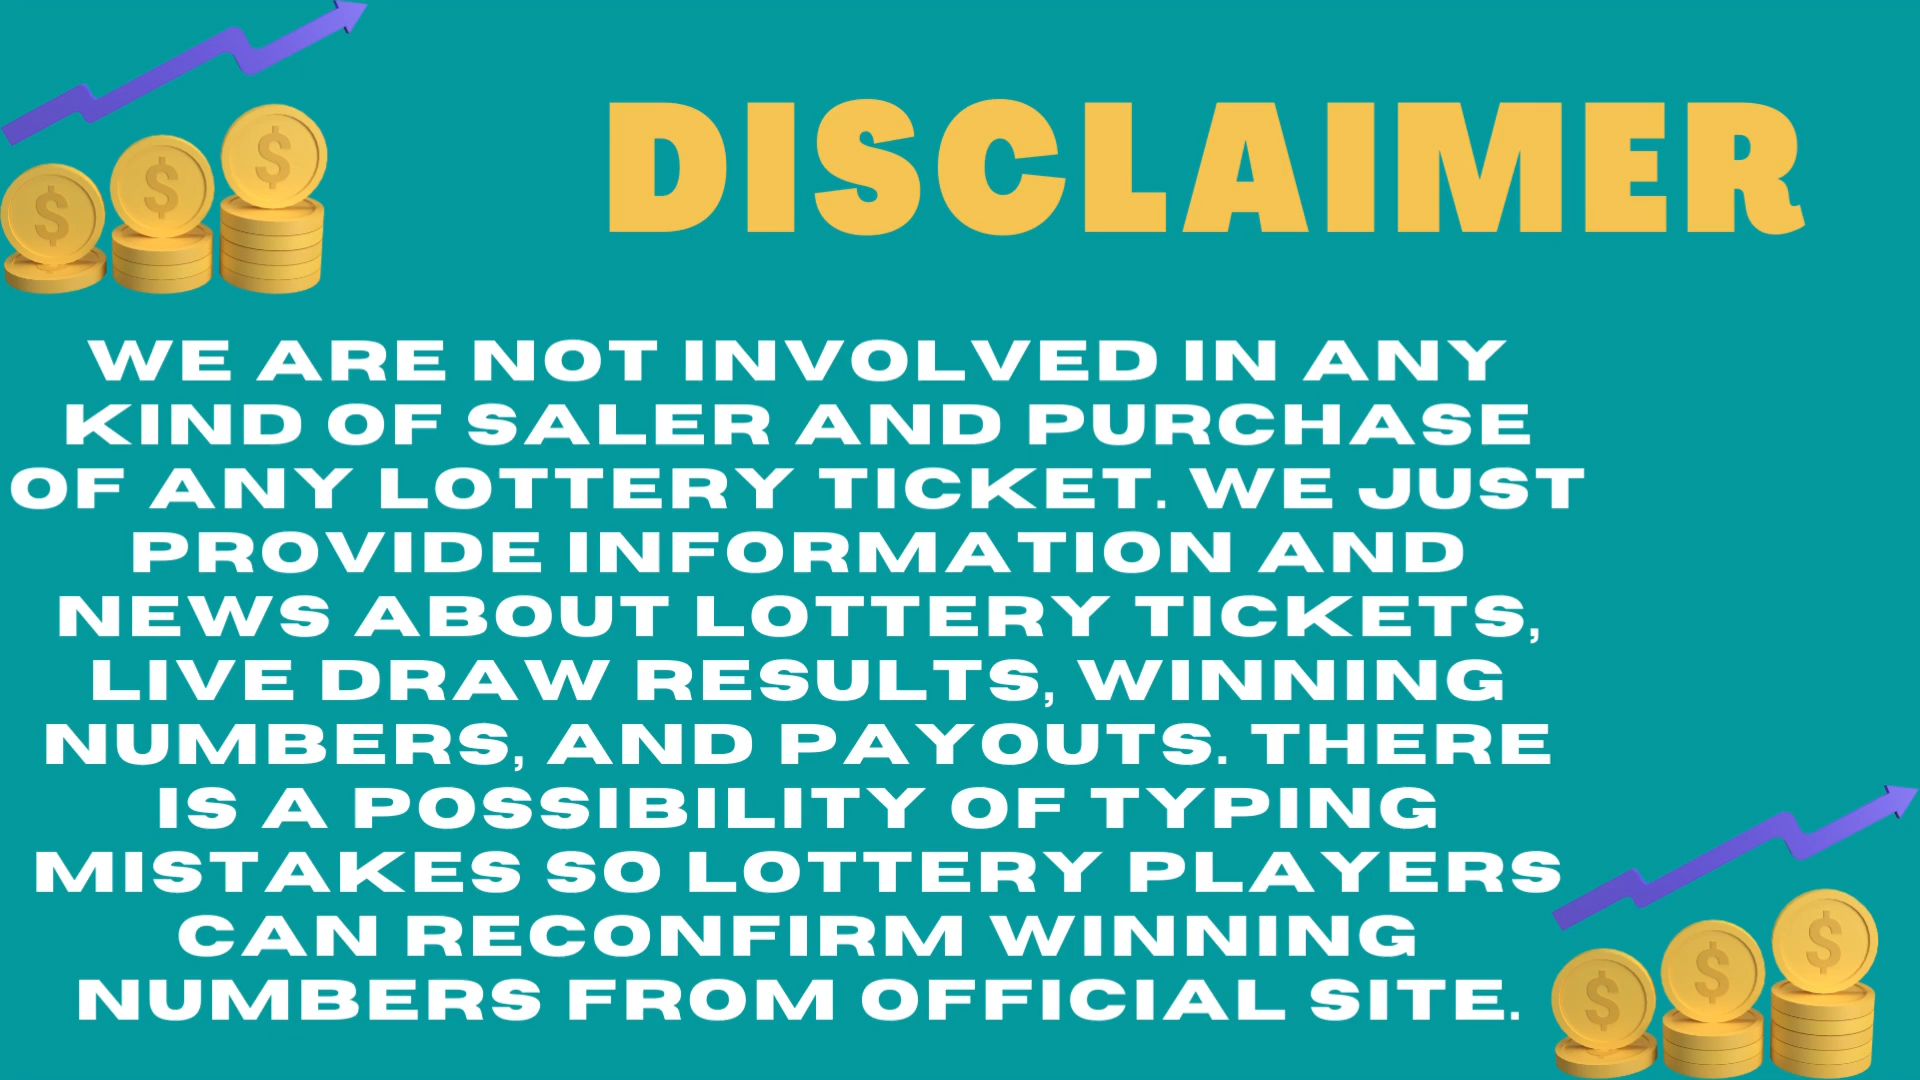 DISCLAIMER
WE ARE NOT INVOLVED IN ANY
KIND OF SALER AND PURCHASE
OF ANY LOTTERY TICKET. WE JUST
PROVIDE INFORMATION AND
NEWS ABOUT LOTTERY TICKETS,
LIVE DRAW RESULTS, WINNING
NUMBERS, AND PAYOUTS. THERE
IS A POSSIBILITY OF TYPING
MISTAKES SO LOTTERY PLAYERS
CAN RECONFIRM WINNING
NUMBERS FROM OFFICIAL SITE.